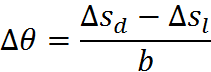 Δθ = (Δs_d − Δs_l) / b